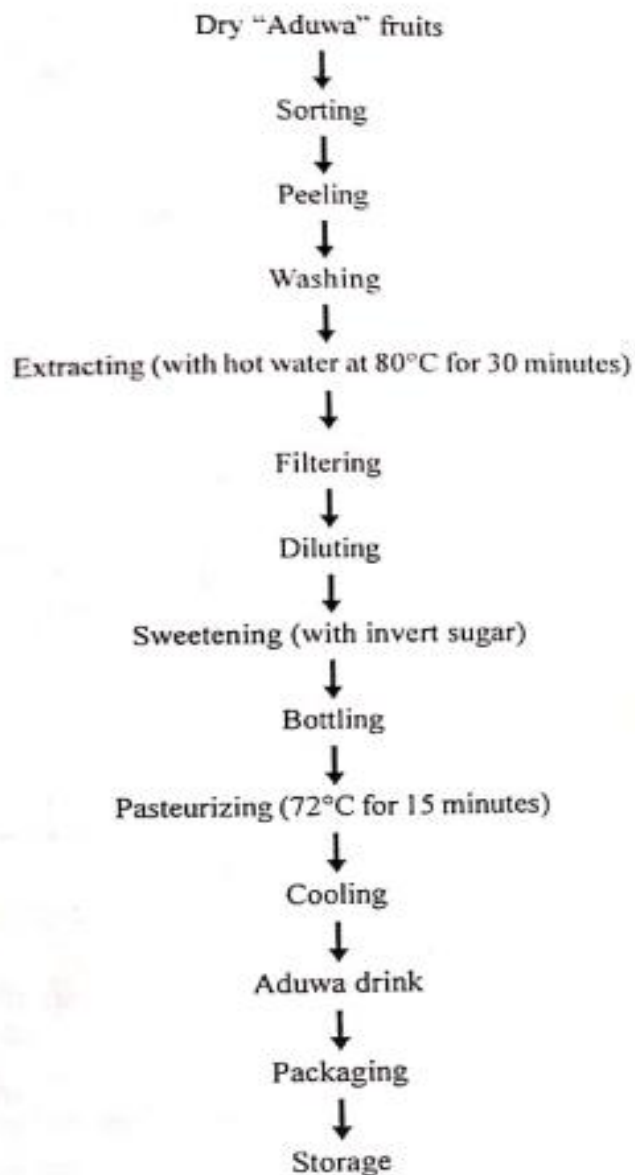 Dry “Aduwa” fruits
Sorting
Peeling
Washing
Extracting (with hot water at 80°C for 30 minutes)
Filtering
Diluting
Sweetening (with invert sugar)
Bottling
Pasteurizing (72°C for 15 minutes)
Cooling
Aduwa drink
Packaging
Storage